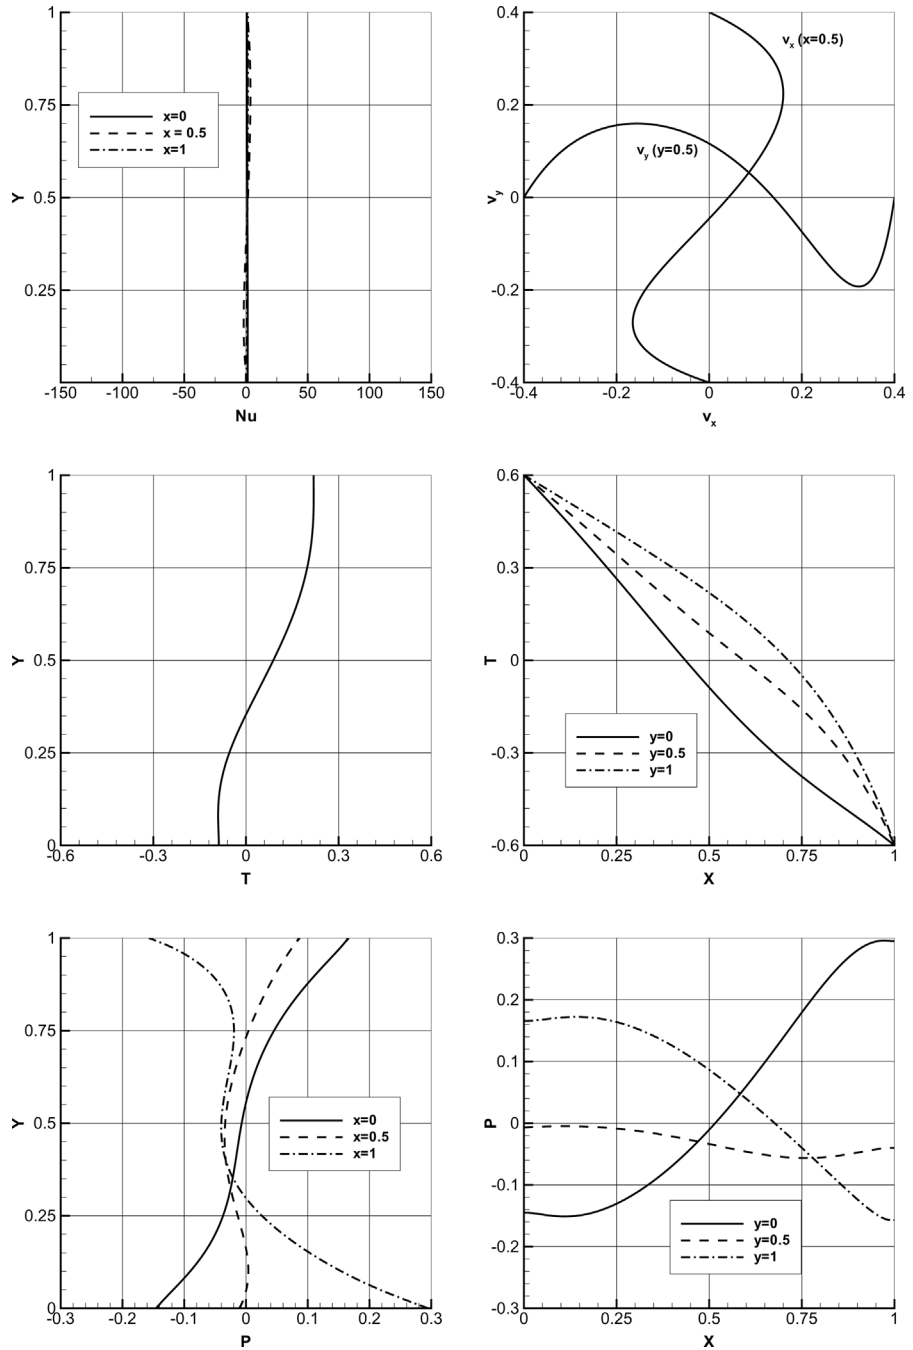 1
0.75
0.5
0.25
Y
x=0
x = 0.5
x=1
-150
-100
-50
0
50
100
150
Nu
0.4
0.2
0
-0.2
-0.4
v_y
v_x (x=0.5)
v_y (y=0.5)
-0.4
-0.2
0
0.2
0.4
v_x
1
0.75
0.5
0.25
0
Y
-0.6
-0.3
0
0.3
0.6
T
0.6
0.3
0
-0.3
-0.6
T
y=0
y=0.5
y=1
0
0.25
0.5
0.75
1
X
1
0.75
0.5
0.25
0
Y
x=0
x=0.5
x=1
-0.3
-0.2
-0.1
0
0.1
0.2
0.3
P
0.3
0.2
0.1
0
-0.1
-0.2
-0.3
P
y=0
y=0.5
y=1
0
0.25
0.5
0.75
1
X